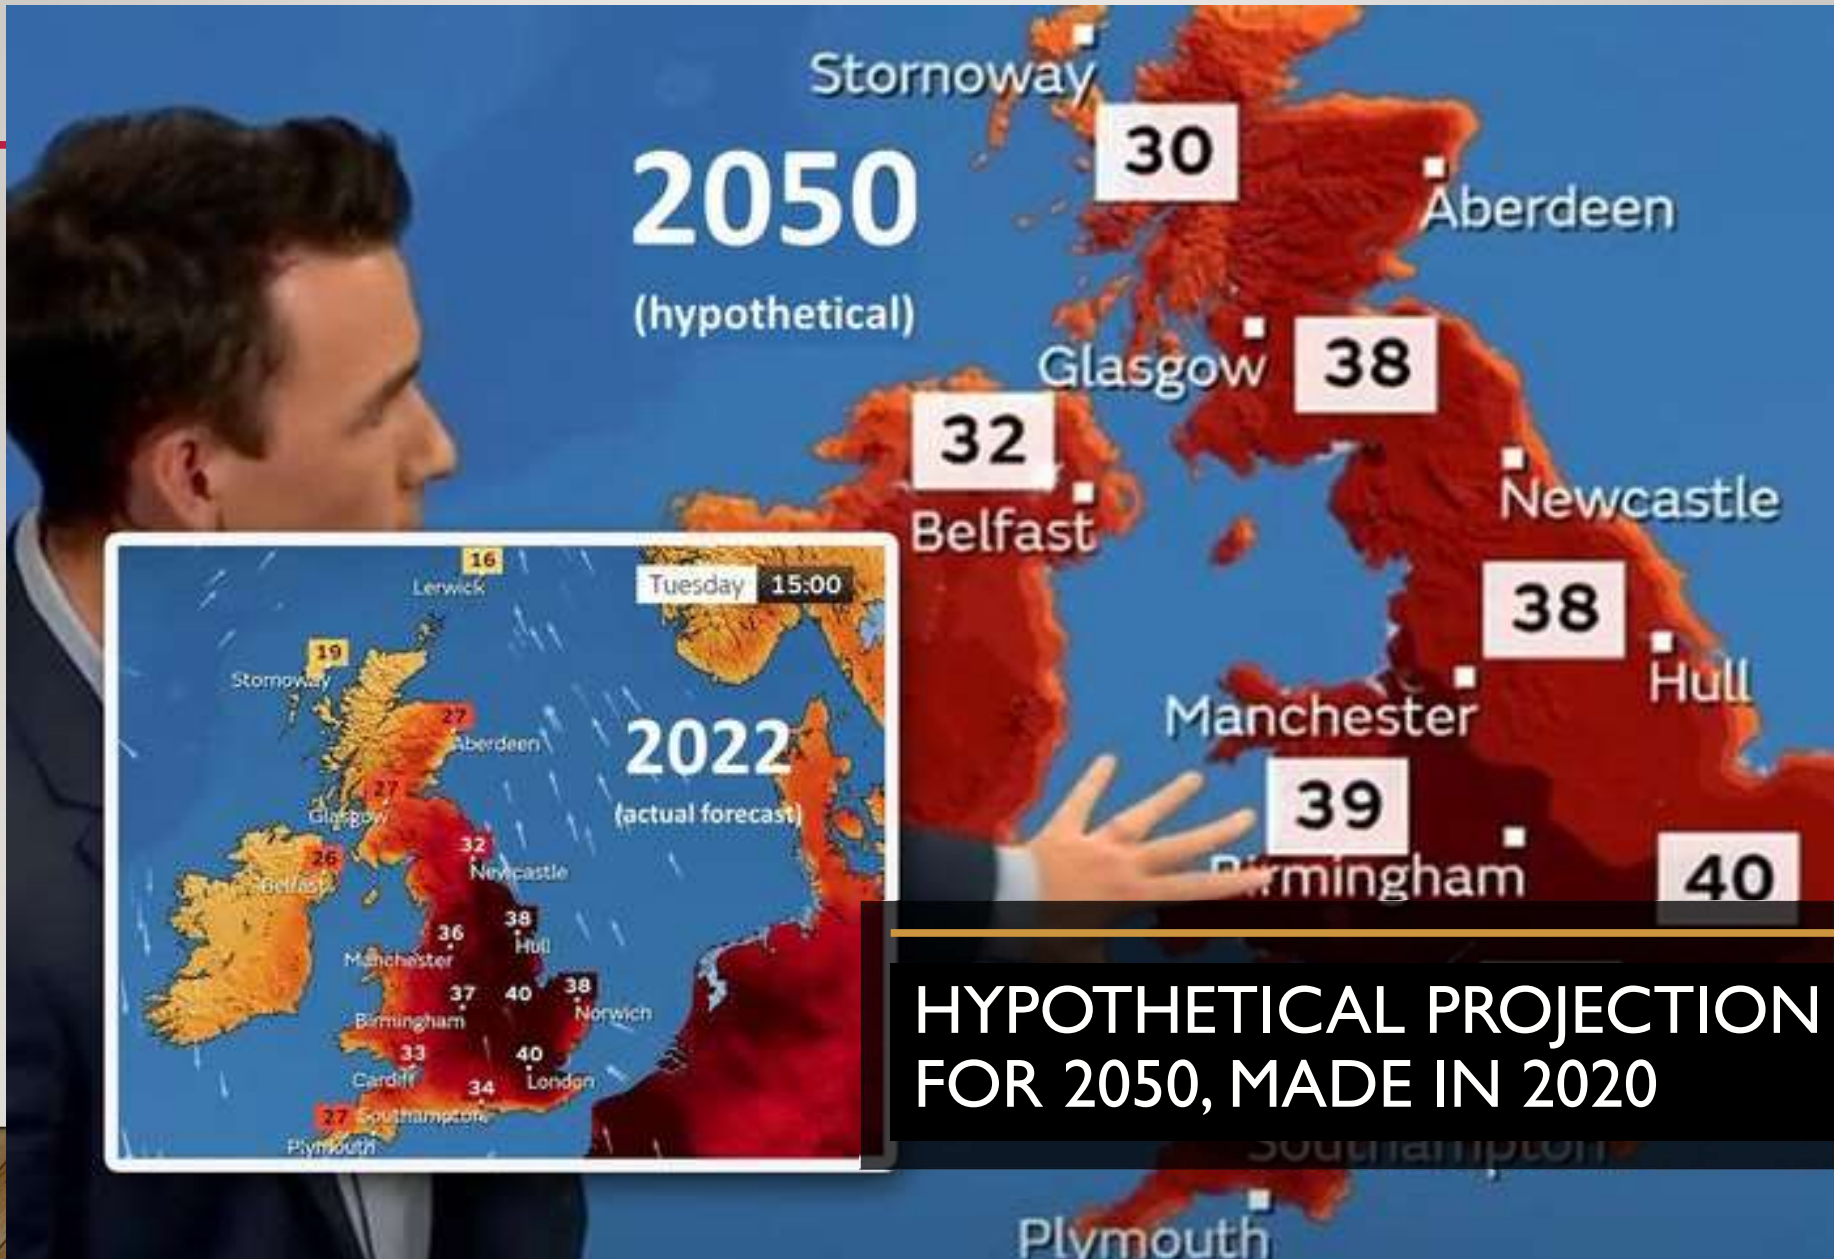 Stornoway
30
2050
Aberdeen
(hypothetical)
Glasgow
38
32
Newcastle
Belfast
38
Hull
Manchester
39
Birmingham
40
16
Lerwick
Tuesday 15:00
19
Stornoway
27
2022
Aberdeen
27
(actual forecast)
Glasgow
32
26
Newcastle
Belfast
38
36
Hull
Manchester
38
37
40
Norwich
Birmingham
33
40
Cardiff
London
34
27
Southampton
Plymouth
HYPOTHETICAL PROJECTION
FOR 2050, MADE IN 2020
Southampton
Plymouth